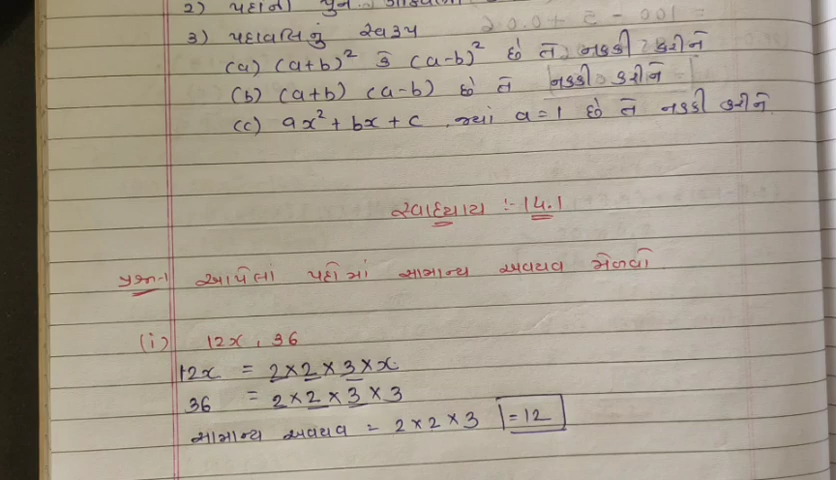 2) પદોની
3) પદાવલિનું સ્વરૂપ
(a) (a+b)² કે (a-b)² છે તે નક્કી કરીને
(b) (a+b) (a-b) છે તે નક્કી કરીને
(c) ax² + bx + c જ્યાં a = 1 છે તે નક્કી કરીને
સ્વાધ્યાય :- 14.1
પ્રશ્ન-1 આપેલાં પદોમાં સામાન્ય અવયવ મેળવો
(i) 12x , 36
12x = 2×2×3×x
36 = 2×2×3×3
સામાન્ય અવયવ = 2×2×3 = 12